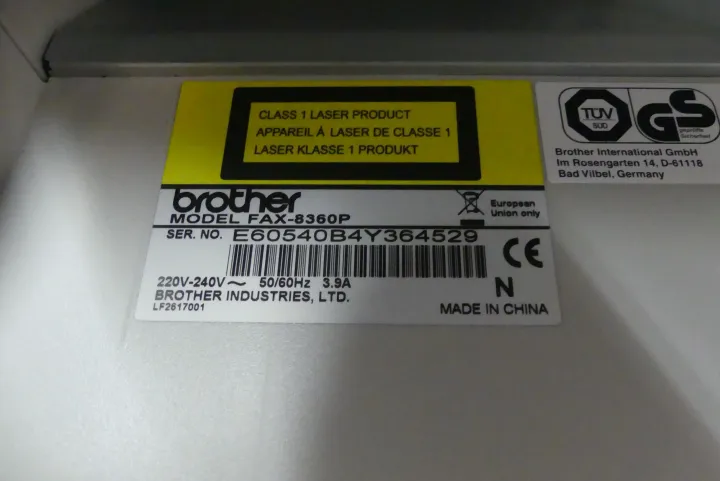 CLASS 1 LASER PRODUCT
APPAREIL À LASER DE CLASSE 1
LASER KLASSE 1 PRODUKT
brother
MODEL FAX-8360P
European
Union only
SER. NO. E60540B4Y364529
220V-240V～ 50/60Hz 3.9A
BROTHER INDUSTRIES, LTD.
LF2617001
CE
N
MADE IN CHINA
TÜV
SÜD
GS
geprüfte
Sicherheit
Brother International GmbH
Im Rosengarten 14, D-61118
Bad Vilbel, Germany